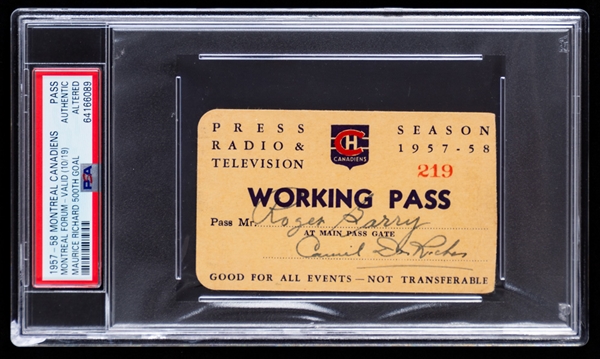 1957 - 58 MONTREAL CANADIENS
MONTREAL FORUM - VALID (10/19)
MAURICE RICHARD 500TH GOAL
PASS
AUTHENTIC
ALTERED
64166089
PSA
PRESS
RADIO &
TELEVISION
CH
CANADIENS
SEASON
1957-58
219
WORKING PASS
Pass Mr. Roger Barry
AT MAIN PASS GATE
Camil DesRoches
GOOD FOR ALL EVENTS — NOT TRANSFERABLE